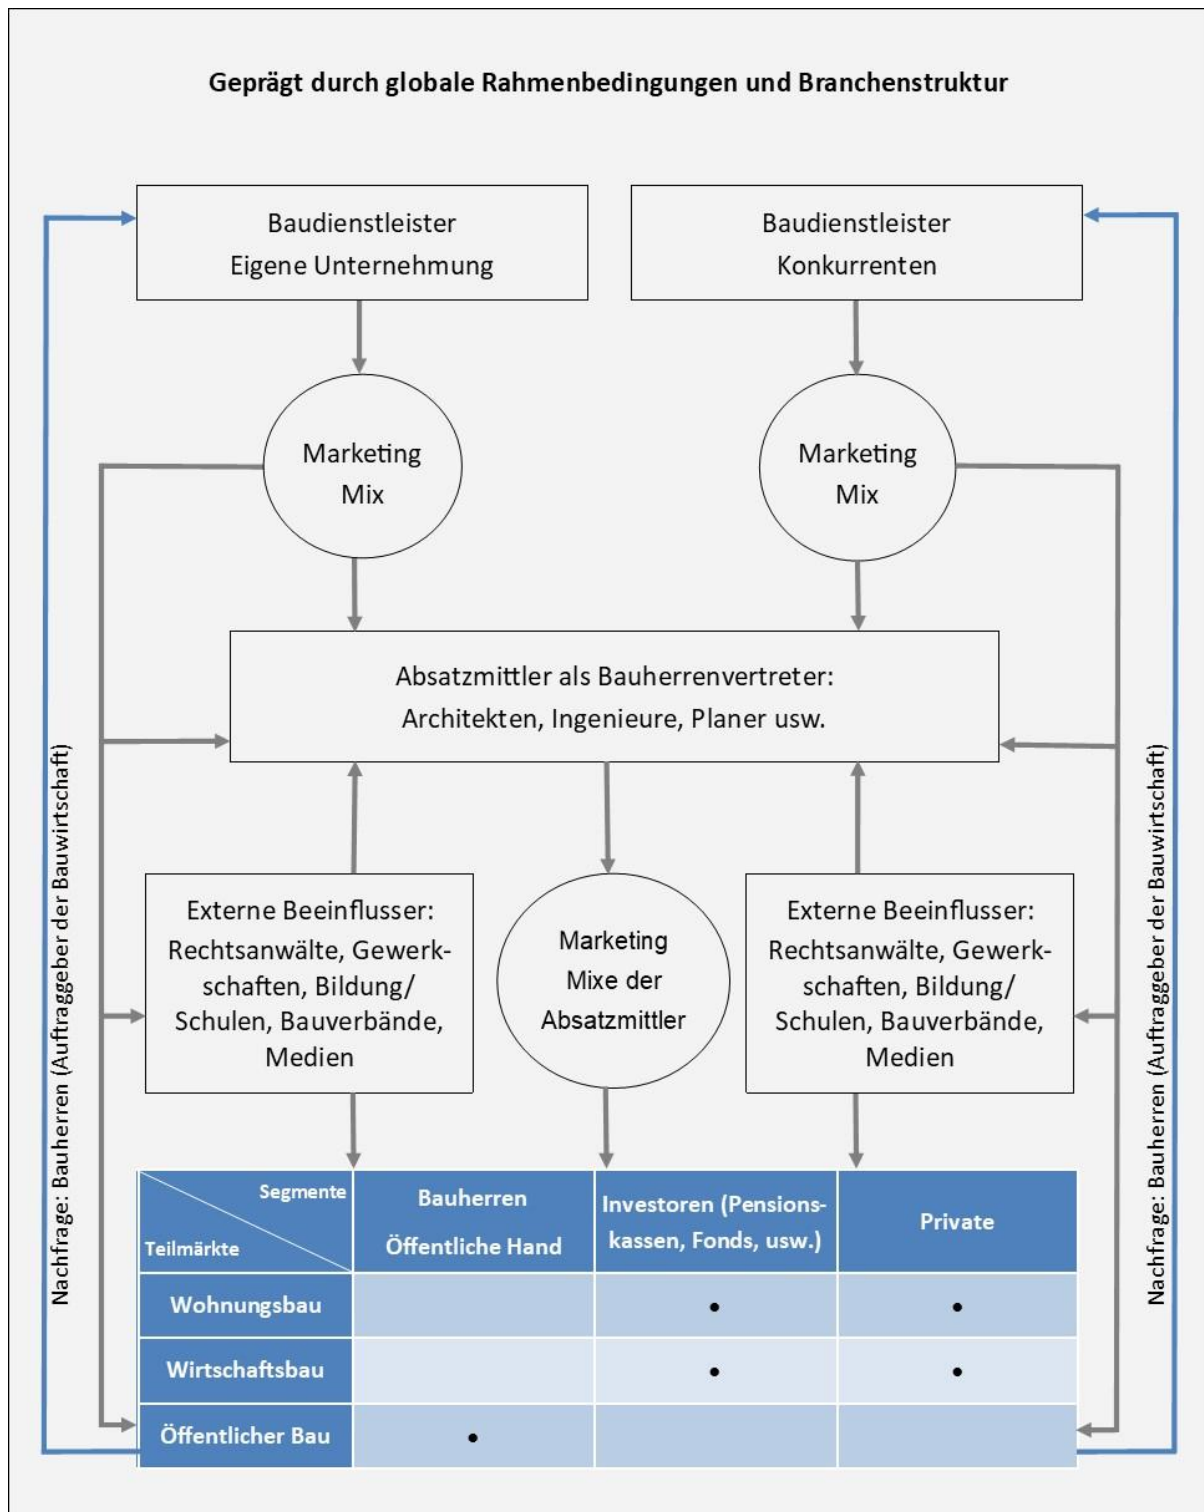 Geprägt durch globale Rahmenbedingungen und Branchenstruktur
Baudienstleister
Eigene Unternehmung
Baudienstleister
Konkurrenten
Marketing
Mix
Marketing
Mix
Absatzmittler als Bauherrenvertreter:
Architekten, Ingenieure, Planer usw.
Nachfrage: Bauherren (Auftraggeber der Bauwirtschaft)
Externe Beeinflusser:
Rechtsanwälte, Gewerk-
schaften, Bildung/
Schulen, Bauverbände,
Medien
Marketing
Mixe der
Absatzmittler
Externe Beeinflusser:
Rechtsanwälte, Gewerk-
schaften, Bildung/
Schulen, Bauverbände,
Medien
Nachfrage: Bauherren (Auftraggeber der Bauwirtschaft)
Segmente
Teilmärkte
Bauherren
Öffentliche Hand
Investoren (Pensions-
kassen, Fonds, usw.)
Private
Wohnungsbau
• •
Wirtschaftsbau
• •
Öffentlicher Bau
•